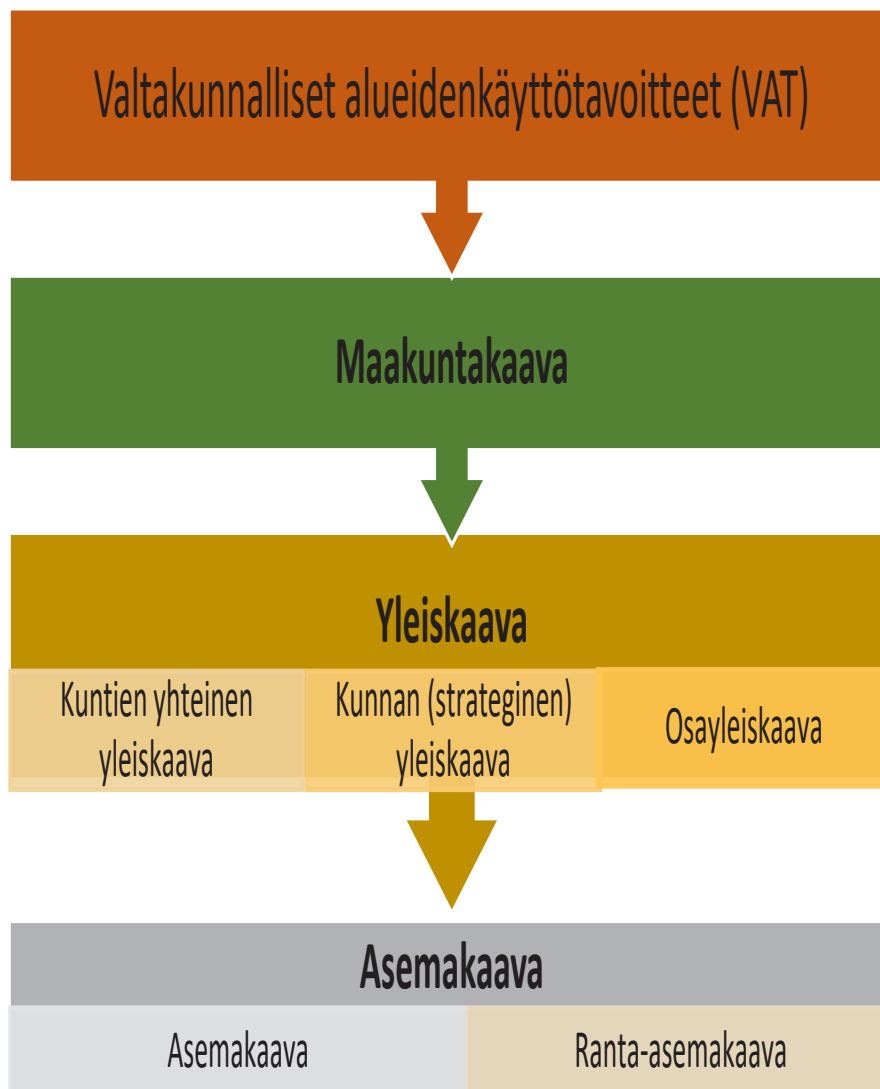 Valtakunnalliset alueidenkäyttötavoitteet (VAT)
Maakuntakaava
Yleiskaava
Kuntien yhteinen
yleiskaava
Kunnan (strateginen)
yleiskaava
Osayleiskaava
Asemakaava
Asemakaava
Ranta-asemakaava